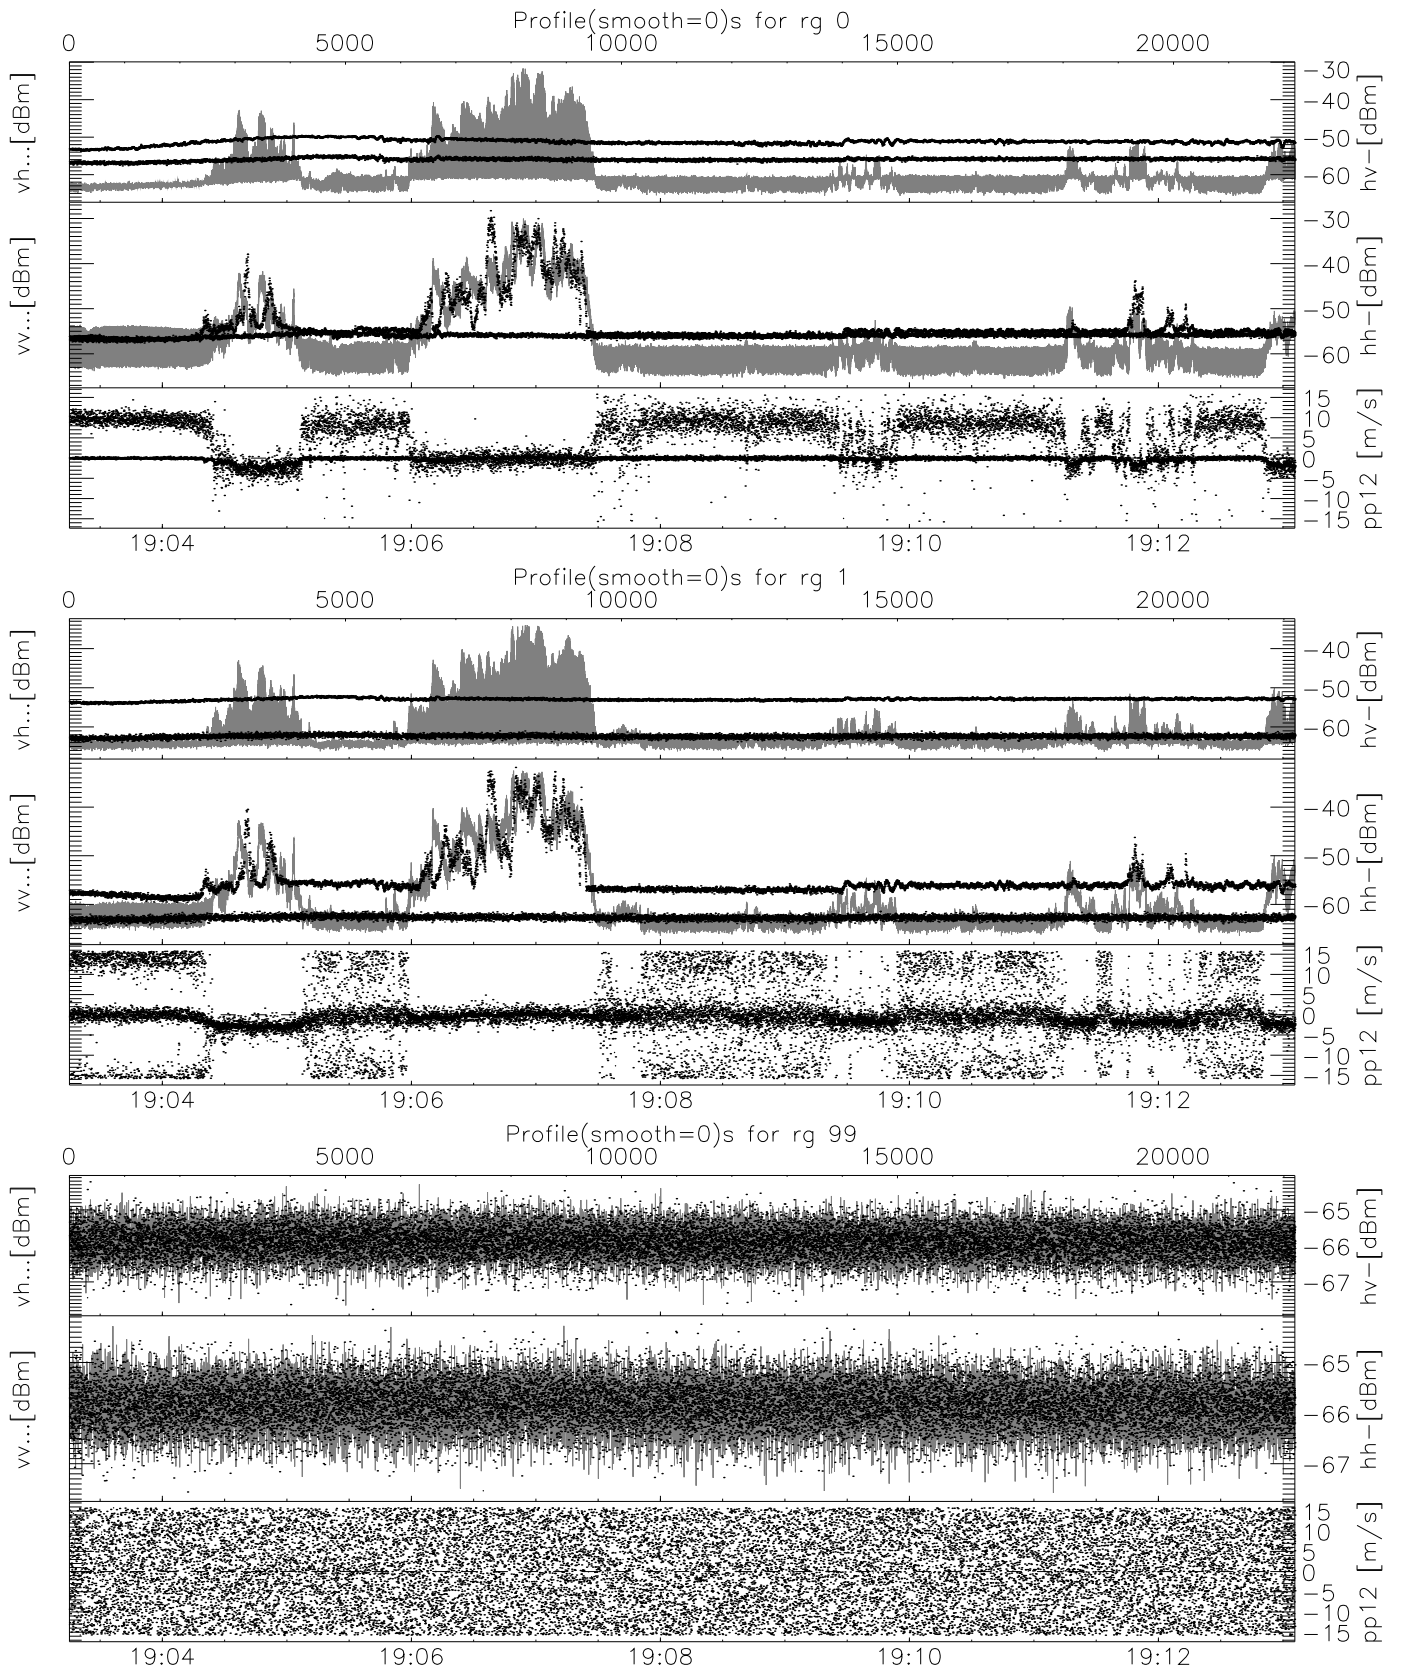 Profile(smooth=0)s for rg 0
0 5000 10000 15000 20000
vh...[dBm]
-30
-40
-50
-60
hv-[dBm]
vv...[dBm]
-30
-40
-50
-60
hh-[dBm]
15
10
5
0
-5
-10
-15
pp12 [m/s]
19:04 19:06 19:08 19:10 19:12
Profile(smooth=0)s for rg 1
0 5000 10000 15000 20000
vh...[dBm]
-40
-50
-60
hv-[dBm]
vv...[dBm]
-40
-50
-60
hh-[dBm]
15
10
5
0
-5
-10
-15
pp12 [m/s]
19:04 19:06 19:08 19:10 19:12
Profile(smooth=0)s for rg 99
0 5000 10000 15000 20000
vh...[dBm]
-65
-66
-67
hv-[dBm]
vv...[dBm]
-65
-66
-67
hh-[dBm]
15
10
5
0
-5
-10
-15
pp12 [m/s]
19:04 19:06 19:08 19:10 19:12